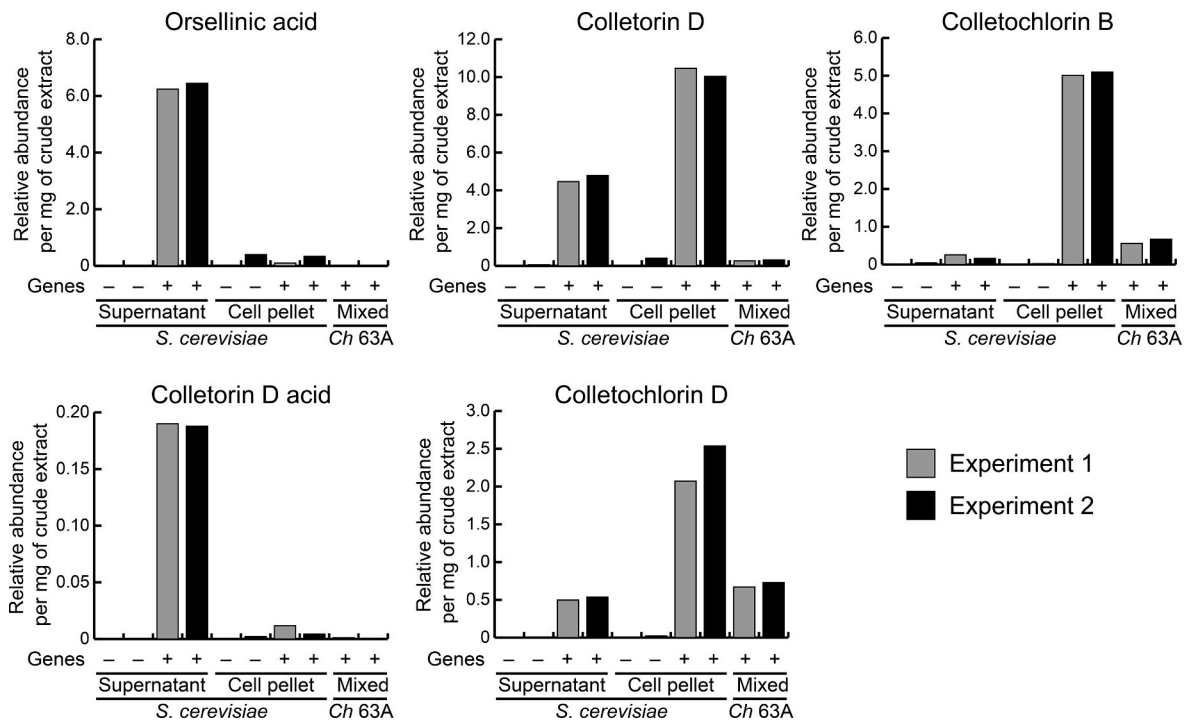 Orsellinic acid
Relative abundance
per mg of crude extract
8.0
6.0
4.0
2.0
0
Genes – – + + – – + + + +
Supernatant Cell pellet Mixed
S. cerevisiae Ch 63A
Colletorin D
Relative abundance
per mg of crude extract
12.0
10.0
8.0
6.0
4.0
2.0
0
Genes – – + + – – + + + +
Supernatant Cell pellet Mixed
S. cerevisiae Ch 63A
Colletochlorin B
Relative abundance
per mg of crude extract
6.0
5.0
4.0
3.0
2.0
1.0
0
Genes – – + + – – + + + +
Supernatant Cell pellet Mixed
S. cerevisiae Ch 63A
Colletorin D acid
Relative abundance
per mg of crude extract
0.20
0.15
0.10
0.05
0
Genes – – + + – – + + + +
Supernatant Cell pellet Mixed
S. cerevisiae Ch 63A
Colletochlorin D
Relative abundance
per mg of crude extract
3.0
2.5
2.0
1.5
1.0
0.5
0
Genes – – + + – – + + + +
Supernatant Cell pellet Mixed
S. cerevisiae Ch 63A
Experiment 1
Experiment 2